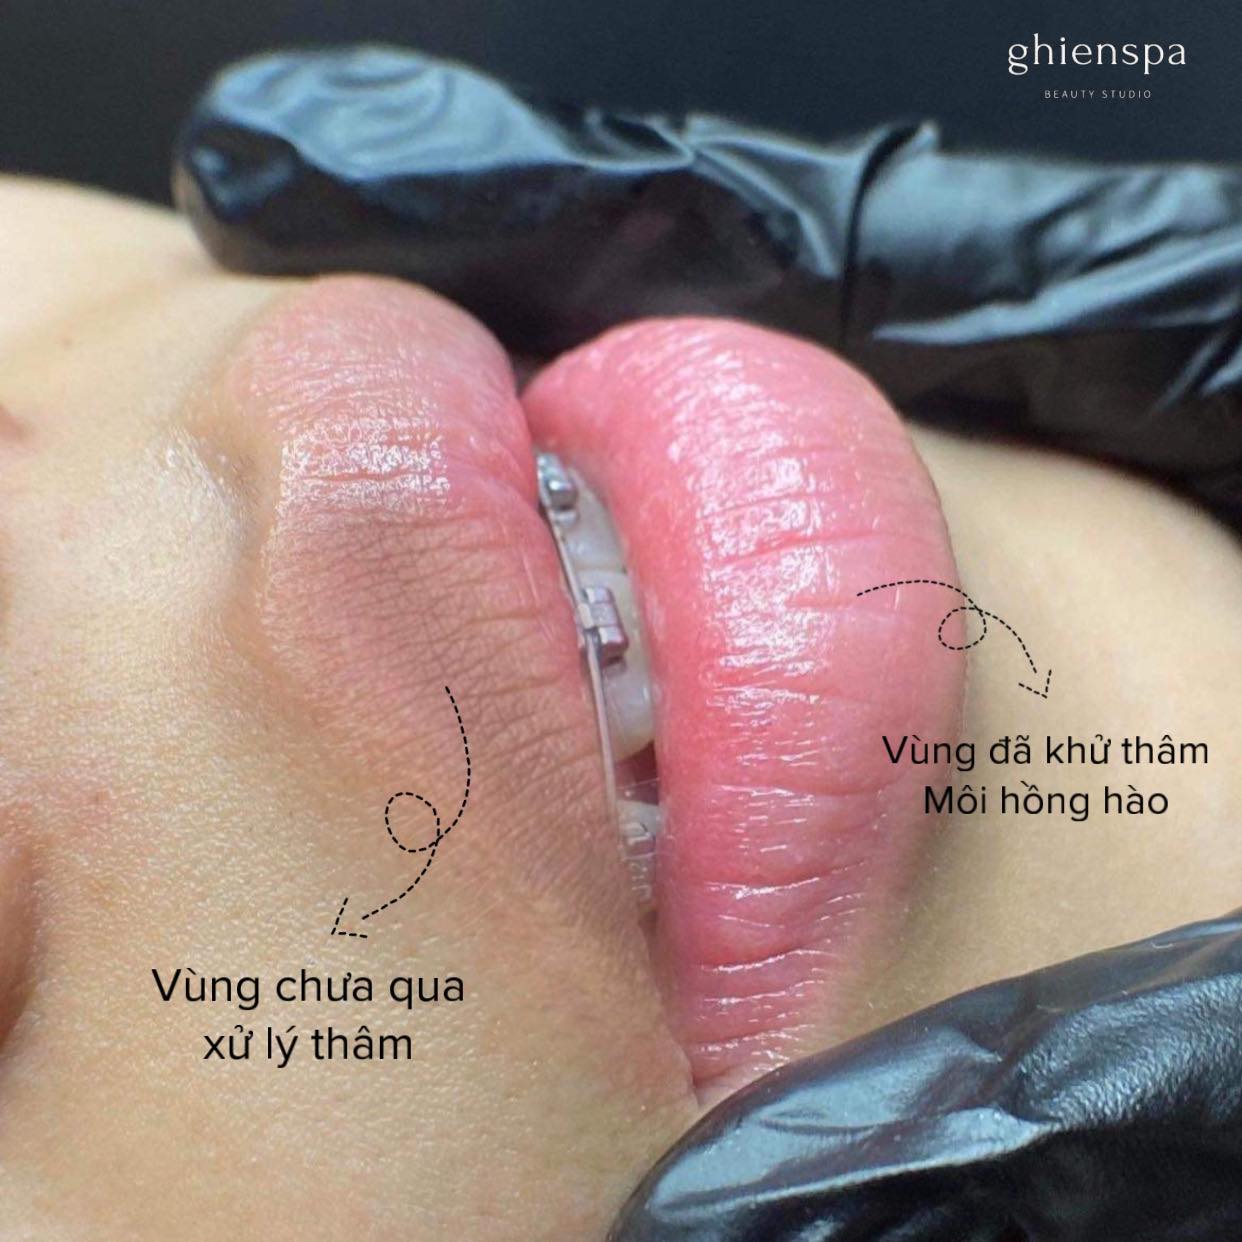 ghienspa
BEAUTY STUDIO
Vùng đã khử thâm
Môi hồng hào
Vùng chưa qua
xử lý thâm